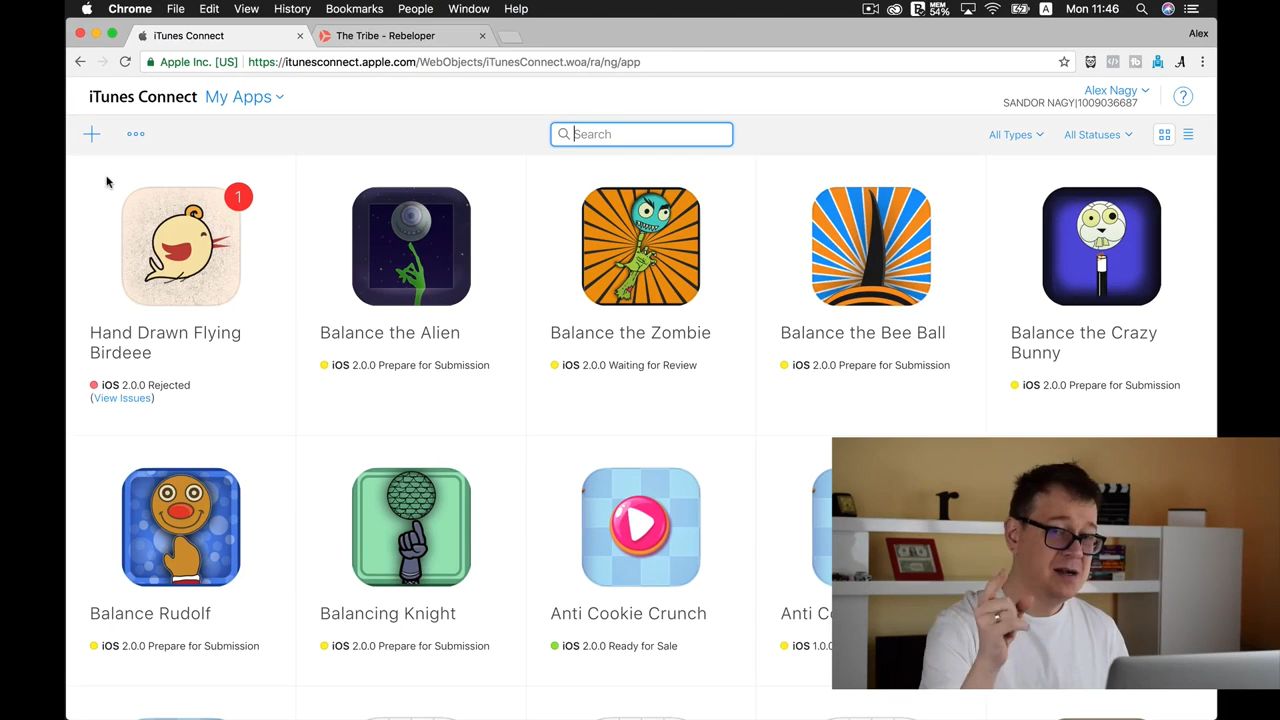 Chrome File Edit View History Bookmarks People Window Help
MEM 54% A Mon 11:46
iTunes Connect
The Tribe - Rebeloper
Alex
Apple Inc. [US] https://itunesconnect.apple.com/WebObjects/iTunesConnect.woa/ra/ng/app
iTunes Connect My Apps
Alex Nagy
SANDOR NAGY|1009036687
?
Search
All Types
All Statuses
1
Hand Drawn Flying
Birdeee
iOS 2.0.0 Rejected
(View Issues)
Balance the Alien
iOS 2.0.0 Prepare for Submission
Balance the Zombie
iOS 2.0.0 Waiting for Review
Balance the Bee Ball
iOS 2.0.0 Prepare for Submission
Balance the Crazy
Bunny
iOS 2.0.0 Prepare for Submission
Balance Rudolf
iOS 2.0.0 Prepare for Submission
Balancing Knight
iOS 2.0.0 Prepare for Submission
Anti Cookie Crunch
iOS 2.0.0 Ready for Sale
Anti
iOS 1.0.